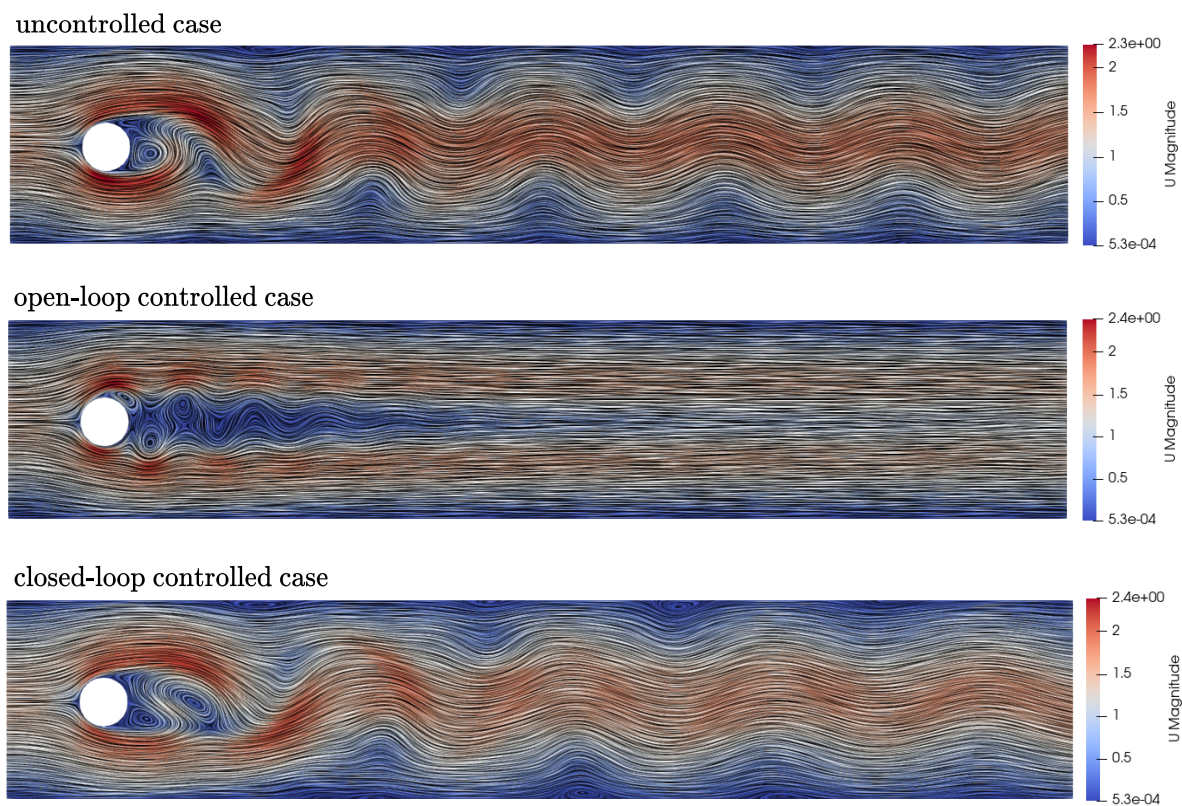 uncontrolled case
2.3e+00
2
1.5
1
0.5
5.3e-04
U Magnitude
open-loop controlled case
2.4e+00
2
1.5
1
0.5
5.3e-04
U Magnitude
closed-loop controlled case
2.4e+00
2
1.5
1
0.5
5.3e-04
U Magnitude